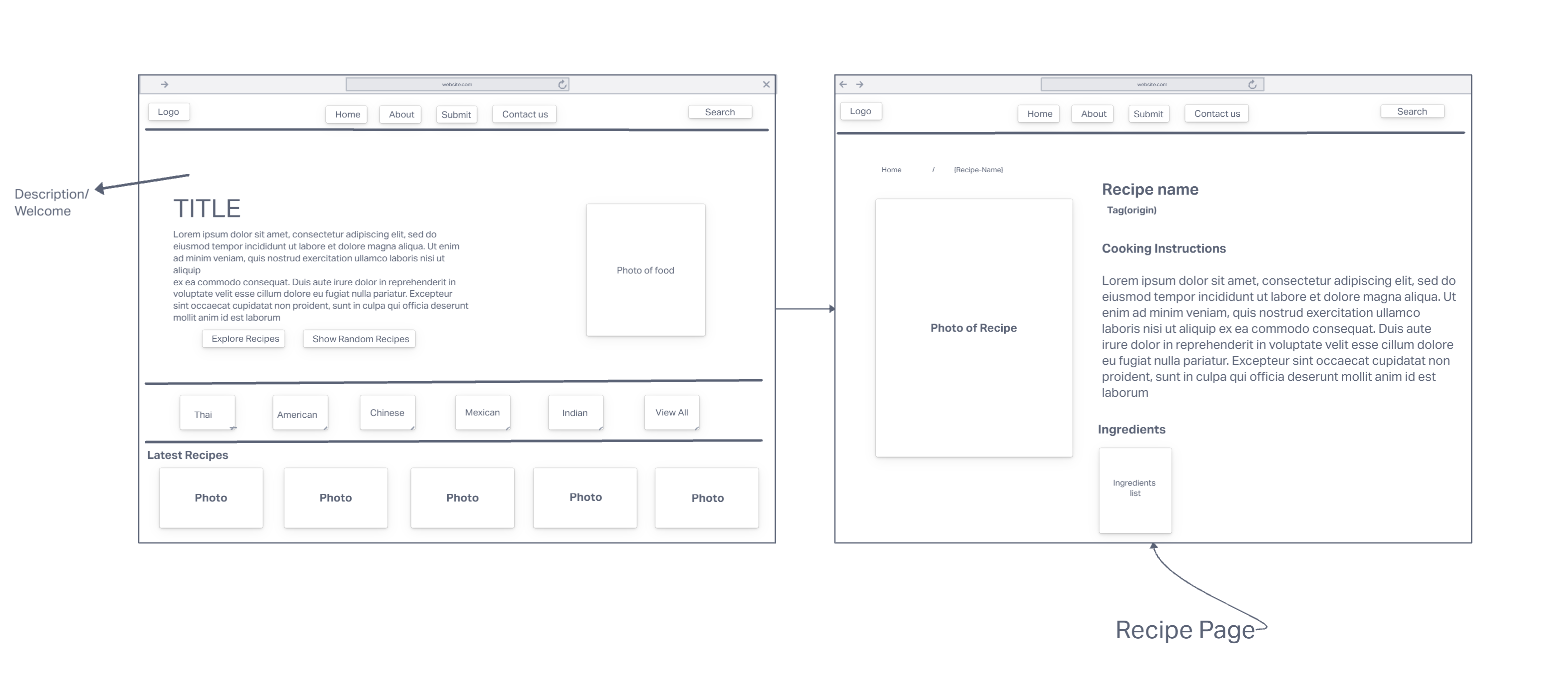 website.com
Logo
Home
About
Submit
Contact us
Search
Description/
Welcome
TITLE
Lorem ipsum dolor sit amet, consectetur adipiscing elit, sed do
eiusmod tempor incididunt ut labore et dolore magna aliqua. Ut enim
ad minim veniam, quis nostrud exercitation ullamco laboris nisi ut
aliquip
ex ea commodo consequat. Duis aute irure dolor in reprehenderit in
voluptate velit esse cillum dolore eu fugiat nulla pariatur. Excepteur
sint occaecat cupidatat non proident, sunt in culpa qui officia deserunt
mollit anim id est laborum
Explore Recipes
Show Random Recipes
Photo of food
Thai
American
Chinese
Mexican
Indian
View All
Latest Recipes
Photo
Photo
Photo
Photo
Photo
website.com
Logo
Home
About
Submit
Contact us
Search
Home / {Recipe-Name}
Photo of Recipe
Recipe name
Tag(origin)
Cooking Instructions
Lorem ipsum dolor sit amet, consectetur adipiscing elit, sed do
eiusmod tempor incididunt ut labore et dolore magna aliqua. Ut
enim ad minim veniam, quis nostrud exercitation ullamco
laboris nisi ut aliquip ex ea commodo consequat. Duis aute
irure dolor in reprehenderit in voluptate velit esse cillum dolore
eu fugiat nulla pariatur. Excepteur sint occaecat cupidatat non
proident, sunt in culpa qui officia deserunt mollit anim id est
laborum
Ingredients
Ingredients
list
Recipe Page